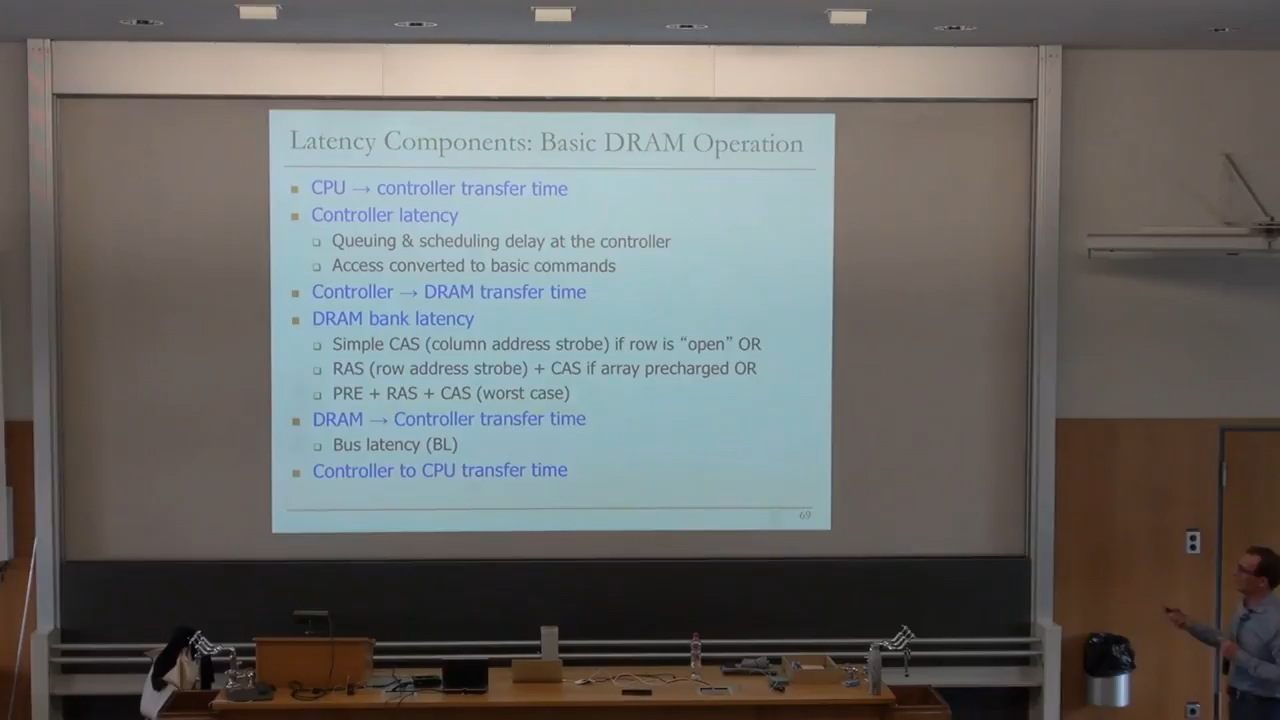 Latency Components: Basic DRAM Operation
CPU → controller transfer time
Controller latency
Queuing & scheduling delay at the controller
Access converted to basic commands
Controller → DRAM transfer time
DRAM bank latency
Simple CAS (column address strobe) if row is “open” OR
RAS (row address strobe) + CAS if array precharged OR
PRE + RAS + CAS (worst case)
DRAM → Controller transfer time
Bus latency (BL)
Controller to CPU transfer time
69